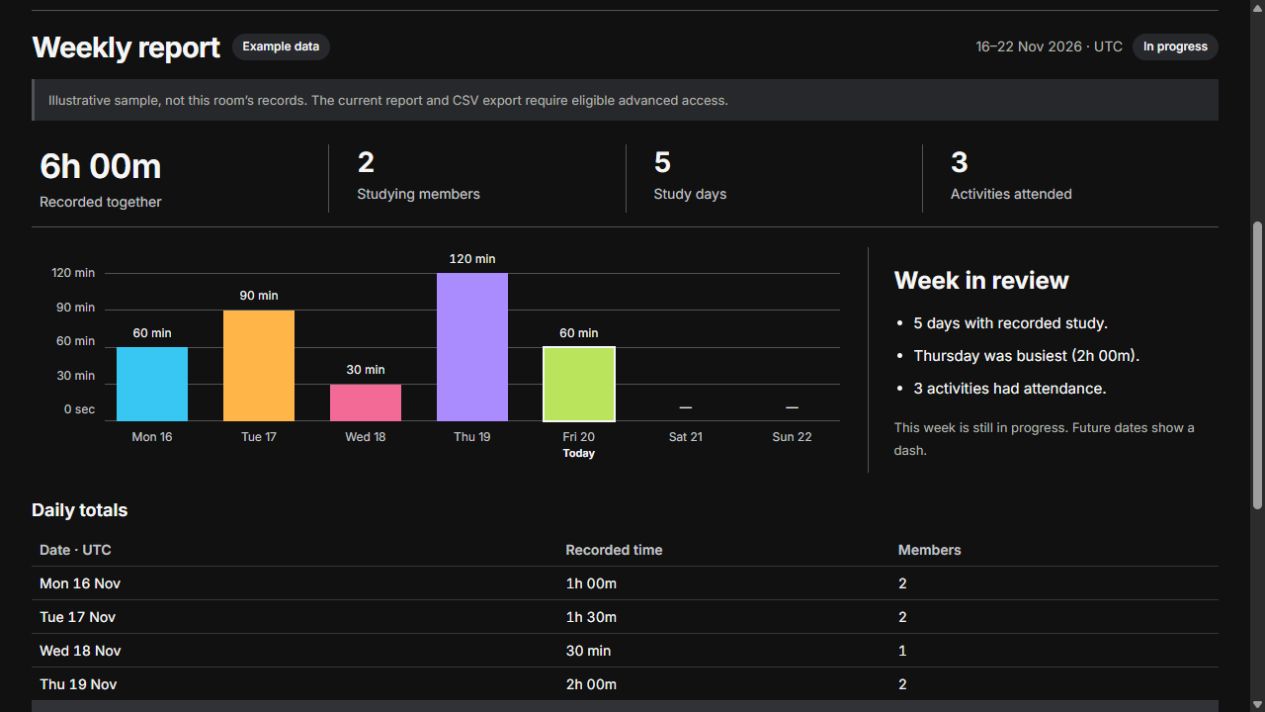 Weekly report
Example data
16–22 Nov 2026 · UTC
In progress
Illustrative sample, not this room's records. The current report and CSV export require eligible advanced access.
6h 00m
Recorded together
2
Studying members
5
Study days
3
Activities attended
120 min
90 min
60 min
30 min
0 sec
60 min
90 min
30 min
120 min
60 min
—
—
Mon 16
Tue 17
Wed 18
Thu 19
Fri 20
Today
Sat 21
Sun 22
Week in review
• 5 days with recorded study.
• Thursday was busiest (2h 00m).
• 3 activities had attendance.
This week is still in progress. Future dates show a
dash.
Daily totals
Date · UTC Recorded time Members
Mon 16 Nov 1h 00m 2
Tue 17 Nov 1h 30m 2
Wed 18 Nov 30 min 1
Thu 19 Nov 2h 00m 2